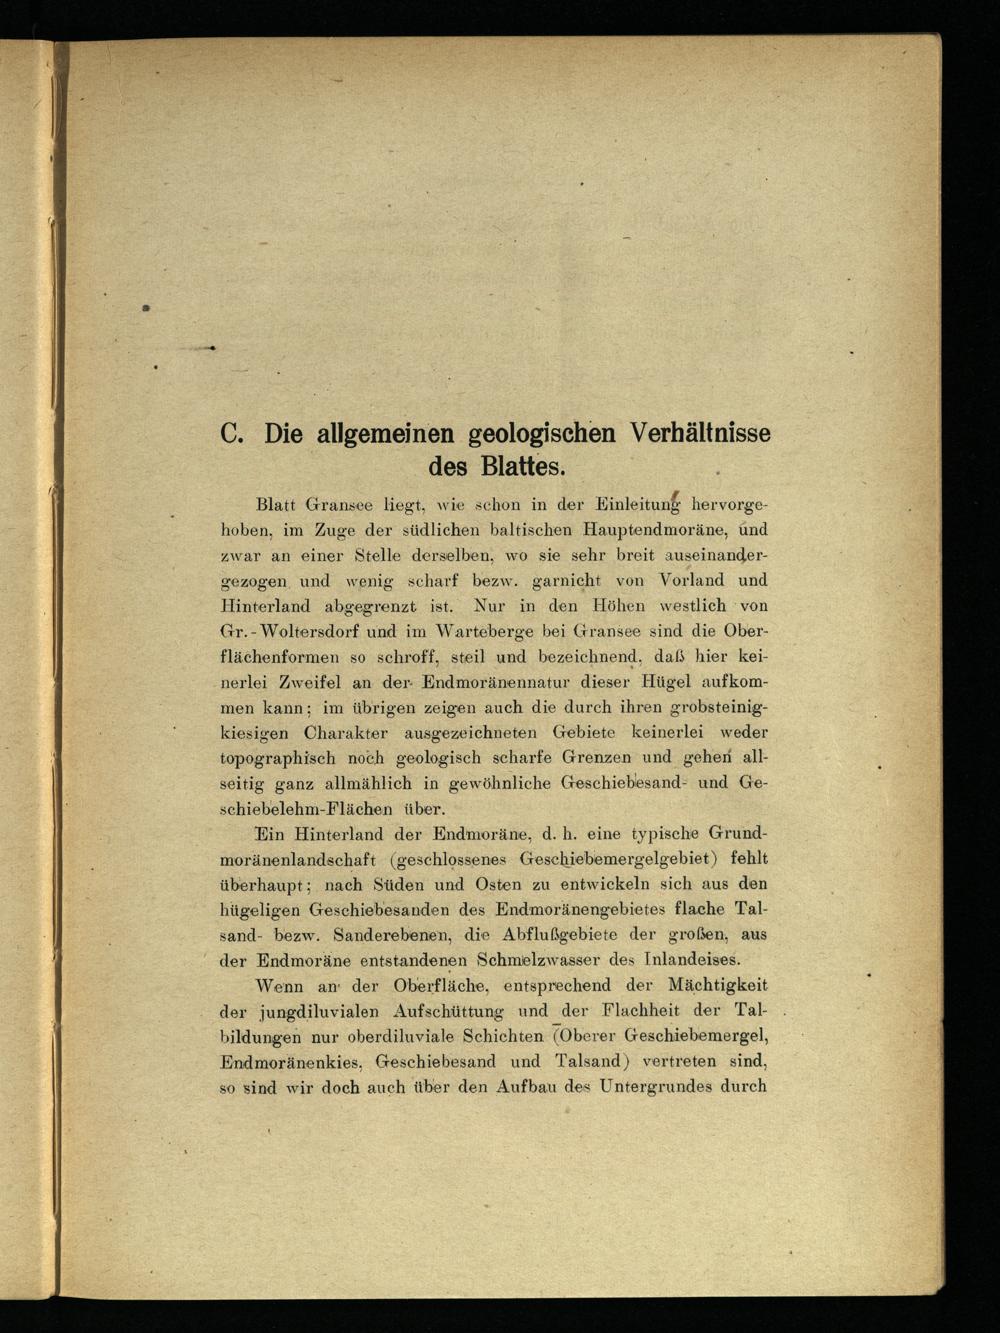 C. Die allgemeinen geologischen Verhältnisse
des Blattes.
Blatt Gransee liegt, wie schon in der Einleitung hervorge-
hoben, im Zuge der südlichen baltischen Hauptendmoräne, und
zwar an einer Stelle derselben, wo sie sehr breit auseinander-
gezogen und wenig scharf bezw. garnicht von Vorland und
Hinterland abgegrenzt ist. Nur in den Höhen westlich von
Gr.-Woltersdorf und im Warteberge bei Gransee sind die Ober-
flächenformen so schroff, steil und bezeichnend, daß hier kei-
nerlei Zweifel an der Endmoränennatur dieser Hügel aufkom-
men kann; im übrigen zeigen auch die durch ihren grobsteinig-
kiesigen Charakter ausgezeichneten Gebiete keinerlei weder
topographisch noch geologisch scharfe Grenzen und gehen all-
seitig ganz allmählich in gewöhnliche Geschiebesand- und Ge-
schiebelehm-Flächen über.
Ein Hinterland der Endmoräne, d. h. eine typische Grund-
moränenlandschaft (geschlossenes Geschiebemergelgebiet) fehlt
überhaupt; nach Süden und Osten zu entwickeln sich aus den
hügeligen Geschiebesanden des Endmoränengebietes flache Tal-
sand- bezw. Sanderebenen, die Abflußgebiete der großen, aus
der Endmoräne entstandenen Schmelzwasser des Inlandeises.
Wenn an der Oberfläche, entsprechend der Mächtigkeit
der jungdiluvialen Aufschüttung und der Flachheit der Tal-
bildungen nur oberdiluviale Schichten (Oberer Geschiebemergel,
Endmoränenkies, Geschiebesand und Talsand) vertreten sind,
so sind wir doch auch über den Aufbau des Untergrundes durch